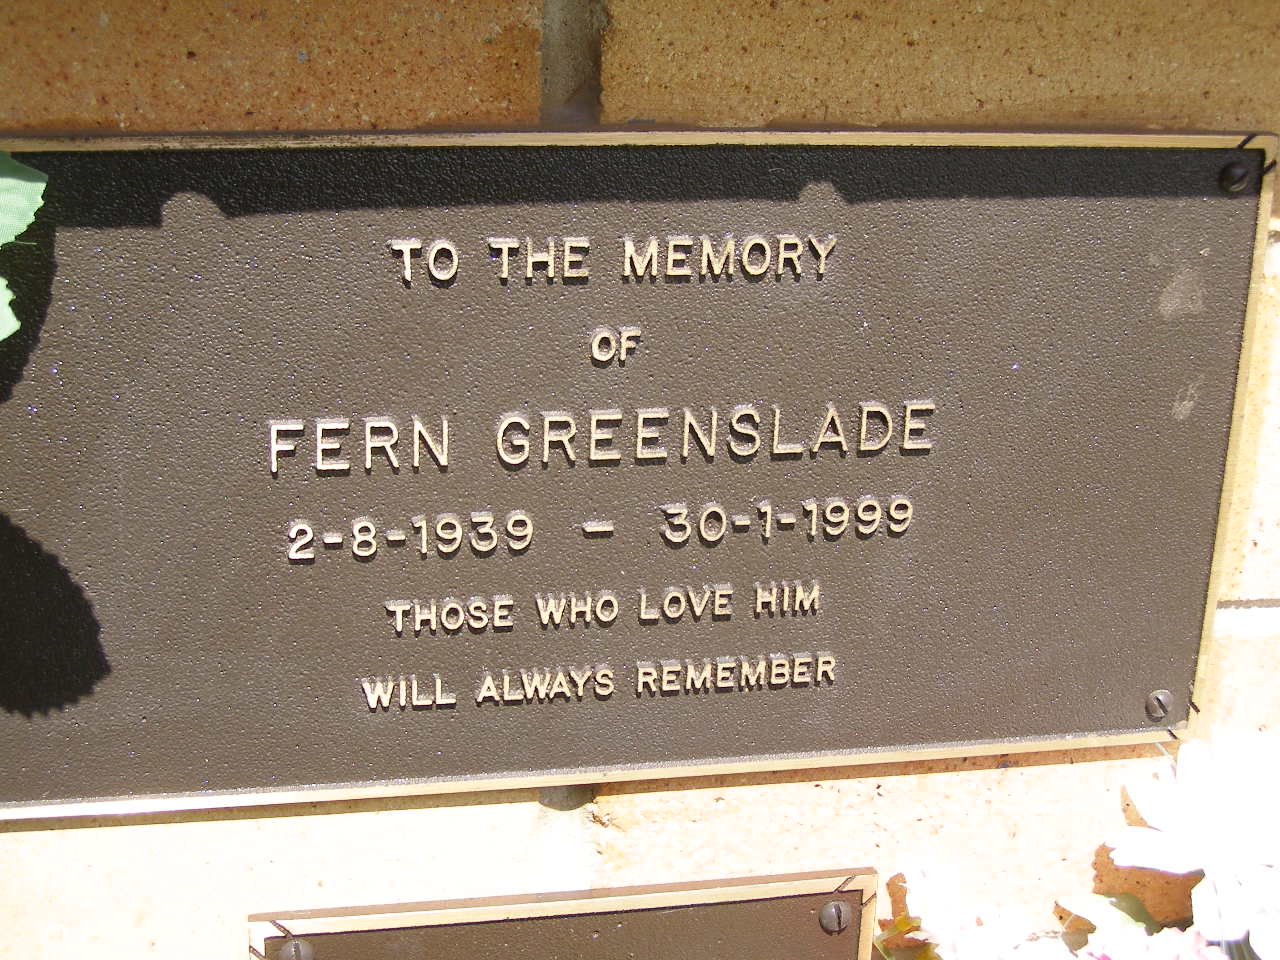 TO THE MEMORY
OF
FERN GREENSLADE
2-8-1939 - 30-1-1999
THOSE WHO LOVE HIM
WILL ALWAYS REMEMBER